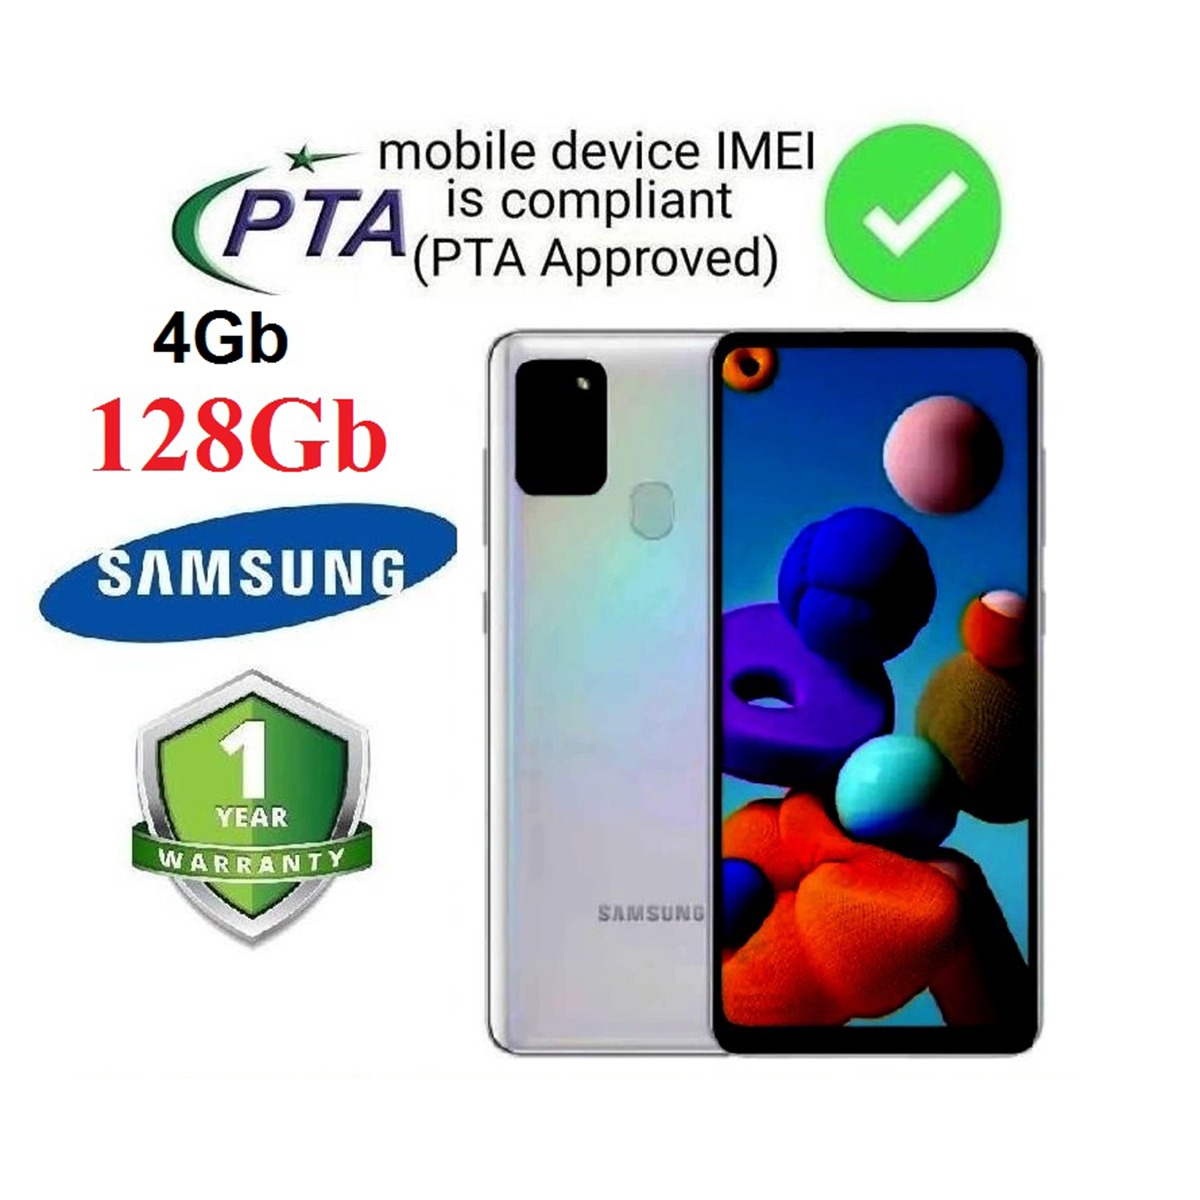 PTA
mobile device IMEI
is compliant
(PTA Approved)
4Gb
128Gb
SAMSUNG
1
YEAR
WARRANTY
SAMSUNG